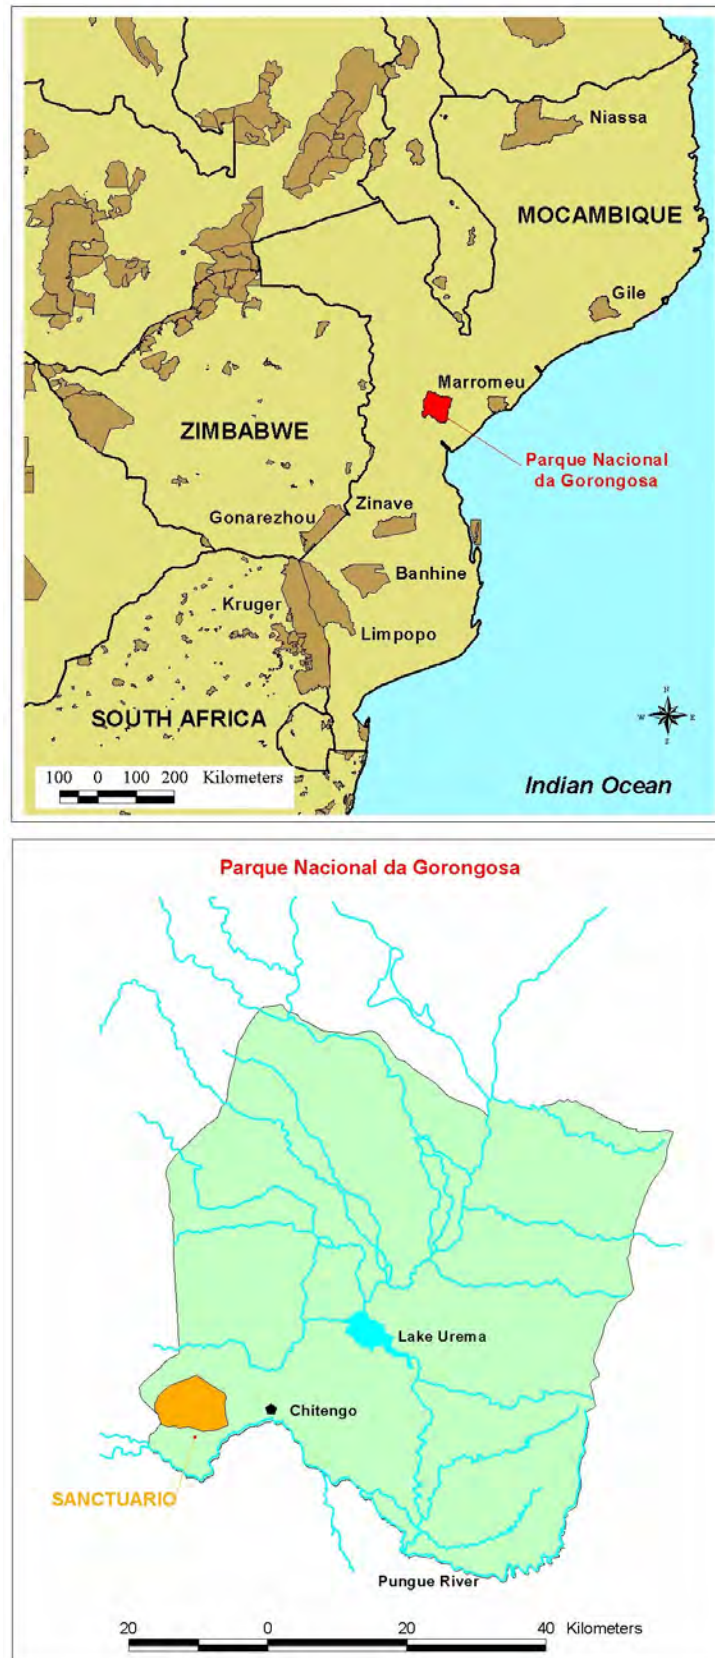 Niassa
MOCAMBIQUE
Gile
Marromeu
ZIMBABWE
Parque Nacional
da Gorongosa
Zinave
Gonarezhou
Banhine
Kruger
Limpopo
SOUTH AFRICA
N
W E
Z
100 0 100 200 Kilometers
Indian Ocean
Parque Nacional da Gorongosa
Lake Urema
Chitengo
SANCTUARIO
Pungue River
20 0 20 40 Kilometers